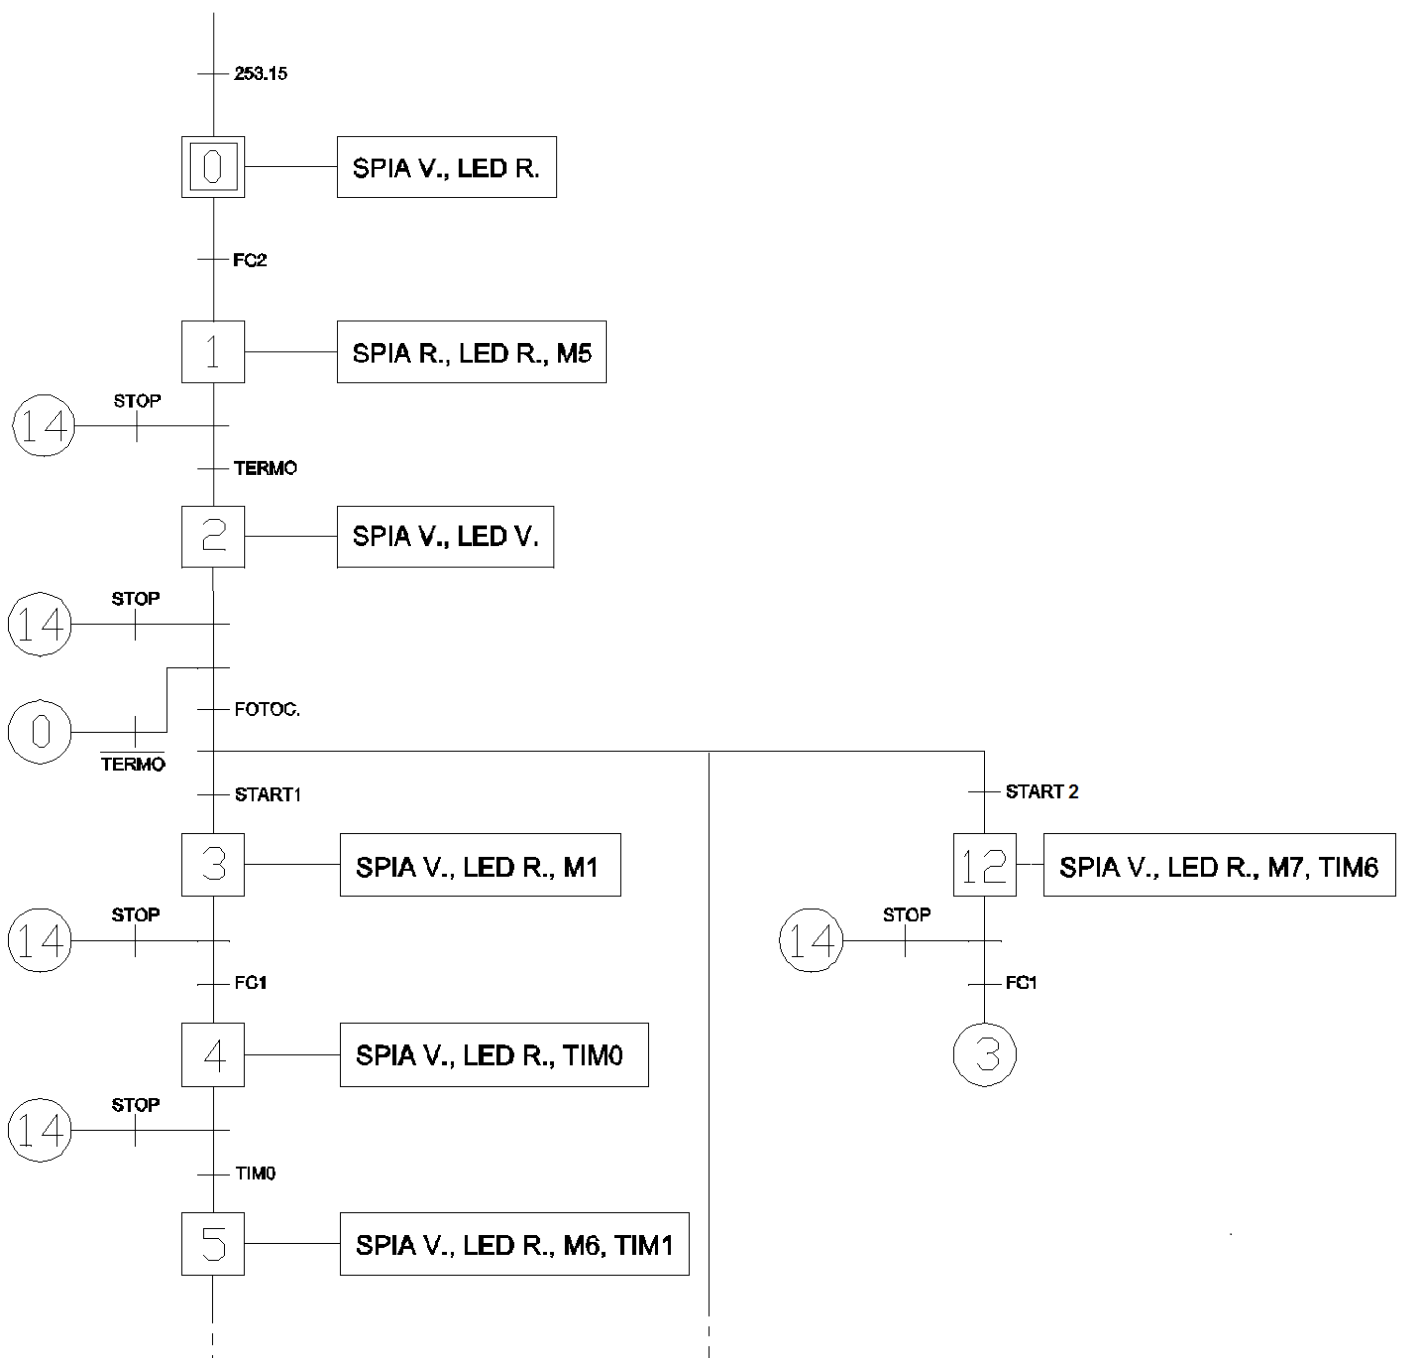 253.15
0
SPIA V., LED R.
FC2
1
SPIA R., LED R., M5
STOP
14
TERMO
2
SPIA V., LED V.
STOP
14
FOTOC.
0
TERMO
START1
START 2
3
SPIA V., LED R., M1
12
SPIA V., LED R., M7, TIM6
STOP
14
STOP
14
FC1
FC1
4
SPIA V., LED R., TIM0
3
STOP
14
TIM0
5
SPIA V., LED R., M6, TIM1